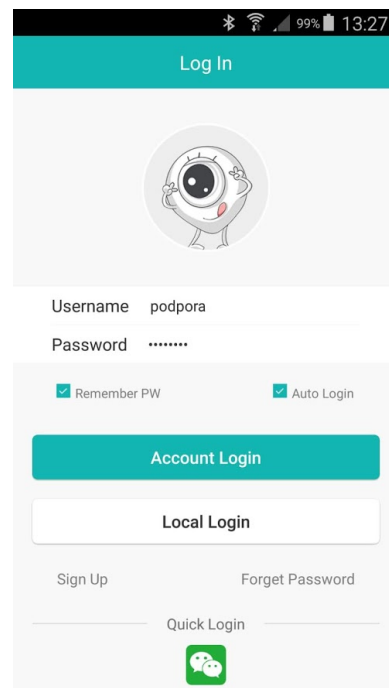 99% 13:27
Log In
Username podpora
Password ••••••••
Remember PW Auto Login
Account Login
Local Login
Sign Up Forget Password
Quick Login